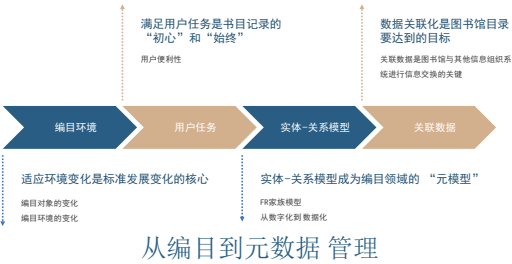 满足用户任务是书目记录的
“初心”和“始终”
用户便利性
数据关联化是图书馆目录
要达到的目标
关联数据是图书馆与其他信息组织系
统进行信息交换的关键
编目环境
用户任务
实体-关系模型
关联数据
适应环境变化是标准发展变化的核心
编目对象的变化
编目环境的变化
实体-关系模型成为编目领域的 “元模型”
FR家族模型
从数字化到数据化
从编目到元数据管理